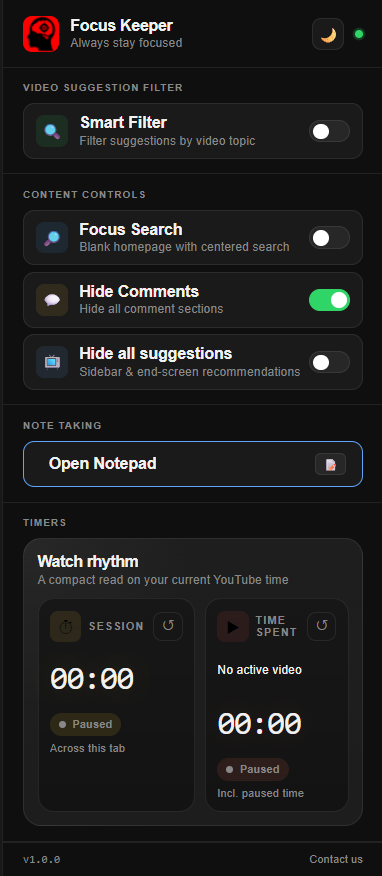 Focus Keeper
Always stay focused
VIDEO SUGGESTION FILTER
Smart Filter
Filter suggestions by video topic
CONTENT CONTROLS
Focus Search
Blank homepage with centered search
Hide Comments
Hide all comment sections
Hide all suggestions
Sidebar & end-screen recommendations
NOTE TAKING
Open Notepad
TIMERS
Watch rhythm
A compact read on your current YouTube time
SESSION
00:00
Paused
Across this tab
TIME
SPENT
No active video
00:00
Paused
Incl. paused time
v1.0.0
Contact us